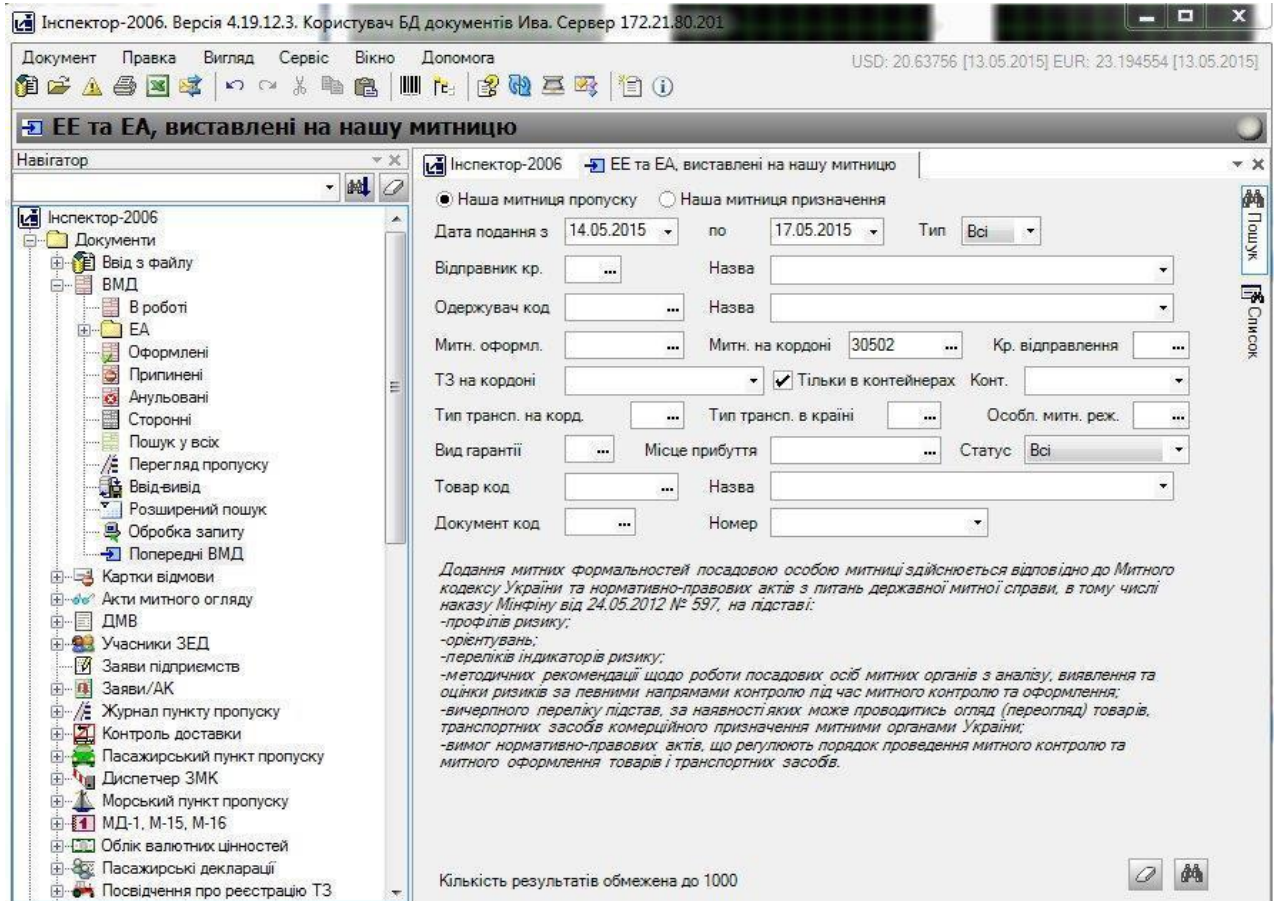 Інспектор-2006. Версія 4.19.12.3. Користувач БД документів Ива. Сервер 172.21.80.201
Документ Правка Вигляд Сервіс Вікно Допомога
USD: 20.63756 [13.05.2015] EUR: 23.194554 [13.05.2015]
ЕЕ та ЕА, виставлені на нашу митницю
Навігатор
Інспектор-2006
Документи
Ввід з файлу
ВМД
В роботі
ЕА
Оформлені
Припинені
Анульовані
Сторонні
Пошук у всіх
Перегляд пропуску
Ввід-вивід
Розширений пошук
Обробка запиту
Попередні ВМД
Картки відмови
Акти митного огляду
ДМВ
Учасники ЗЕД
Заяви підприємств
Заяви/АК
Журнал пункту пропуску
Контроль доставки
Пасажирський пункт пропуску
Диспетчер ЗМК
Морський пункт пропуску
МД-1, М-15, М-16
Облік валютних цінностей
Пасажирські декларації
Посвідчення про реєстрацію ТЗ
Інспектор-2006 ЕЕ та ЕА, виставлені на нашу митницю
Наша митниця пропуску Наша митниця призначення
Дата подання з 14.05.2015 по 17.05.2015 Тип Всі
Відправник кр. ... Назва
Одержувач код ... Назва
Митн. оформл. ... Митн. на кордоні 30502 ... Кр. відправлення ...
ТЗ на кордоні Тільки в контейнерах Конт.
Тип трансп. на корд. ... Тип трансп. в країні ... Особл. митн. реж. ...
Вид гарантії ... Місце прибуття ... Статус Всі
Товар код ... Назва
Документ код ... Номер
Додання митних формальностей посадовою особою митниці здійснюється відповідно до Митного
кодексу України та нормативно-правових актів з питань державної митної справи, в тому числі
наказу Мінфіну від 24.05.2012 № 597, на підставі:
-профілів ризику;
-орієнтувань;
-переліків індикаторів ризику;
-методичних рекомендації щодо роботи посадових осіб митних органів з аналізу, виявлення та
оцінки ризиків за певними напрямами контролю під час митного контролю та оформлення;
-вичерпного переліку підстав, за наявності яких може проводитись огляд (переогляд) товарів,
транспортних засобів комерційного призначення митними органами України;
-вимог нормативно-правових актів, що регулюють порядок проведення митного контролю та
митного оформлення товарів і транспортних засобів.
Кількість результатів обмежена до 1000
Пошук
Список